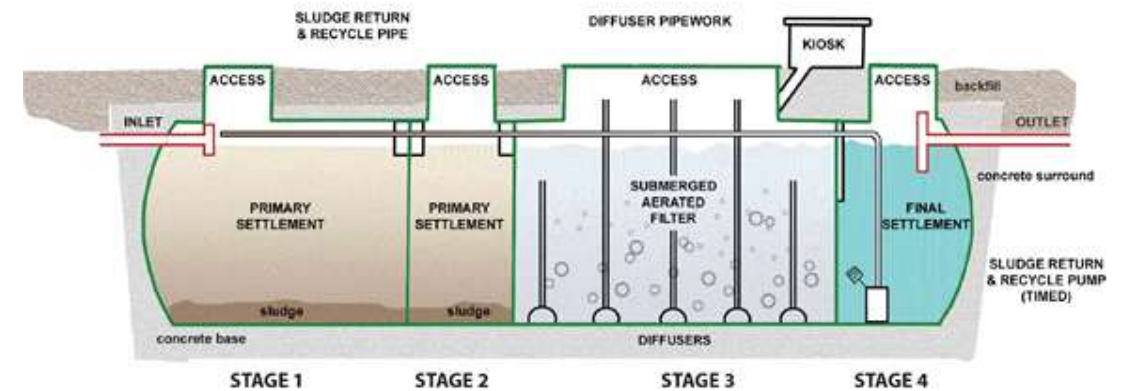 SLUDGE RETURN
& RECYCLE PIPE
DIFFUSER PIPEWORK
KIOSK
ACCESS
ACCESS
ACCESS
ACCESS
backfill
INLET
OUTLET
concrete surround
PRIMARY
SETTLEMENT
PRIMARY
SETTLEMENT
SUBMERGED
AERATED
FILTER
FINAL
SETTLEMENT
SLUDGE RETURN
& RECYCLE PUMP
(TIMED)
sludge
sludge
concrete base
DIFFUSERS
STAGE 1
STAGE 2
STAGE 3
STAGE 4